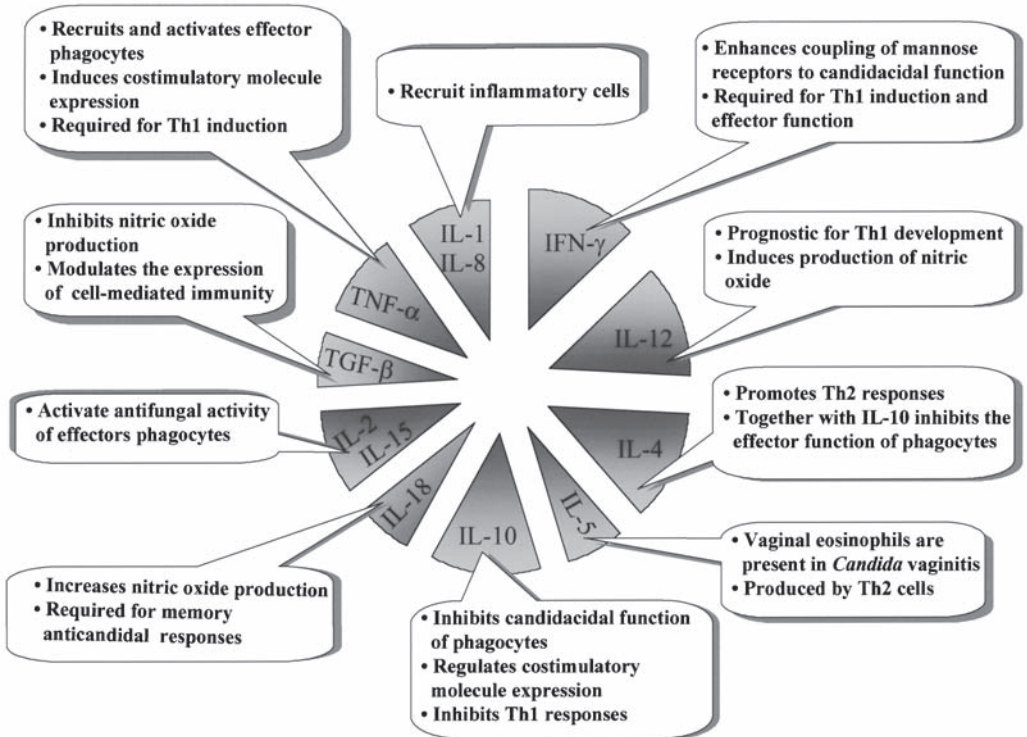 • Recruits and activates effector
phagocytes
• Induces costimulatory molecule
expression
• Required for Th1 induction
• Recruit inflammatory cells
• Enhances coupling of mannose
receptors to candidacidal function
• Required for Th1 induction and
effector function
• Inhibits nitric oxide
production
• Modulates the expression
of cell-mediated immunity
• Prognostic for Th1 development
• Induces production of nitric
oxide
• Activate antifungal activity
of effectors phagocytes
• Promotes Th2 responses
• Together with IL-10 inhibits the
effector function of phagocytes
• Increases nitric oxide production
• Required for memory
anticandidal responses
• Inhibits candidacidal function
of phagocytes
• Regulates costimulatory
molecule expression
• Inhibits Th1 responses
• Vaginal eosinophils are
present in Candida vaginitis
• Produced by Th2 cells
IL-1
IL-8
IFN-γ
TNF-α
IL-12
TGF-β
IL-2
IL-15
IL-4
IL-18
IL-10
IL-5